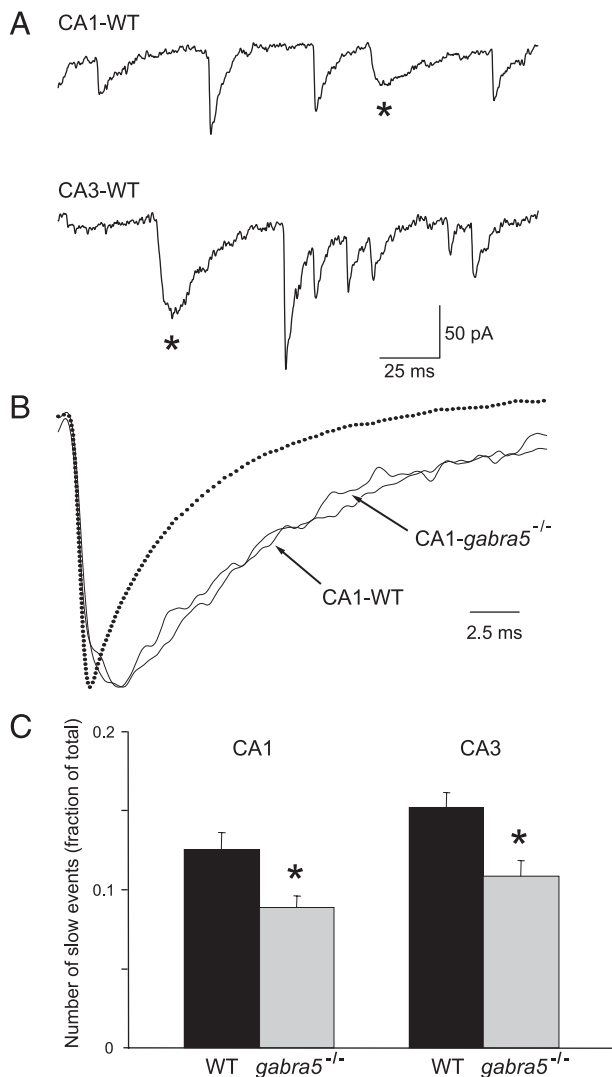 A
CA1-WT
*
CA3-WT
*
50 pA
25 ms
B
CA1-gabra5-/-
CA1-WT
2.5 ms
C
Number of slow events (fraction of total)
0.2
0.1
0
CA1
CA3
*
*
WT gabra5-/-
WT gabra5-/-